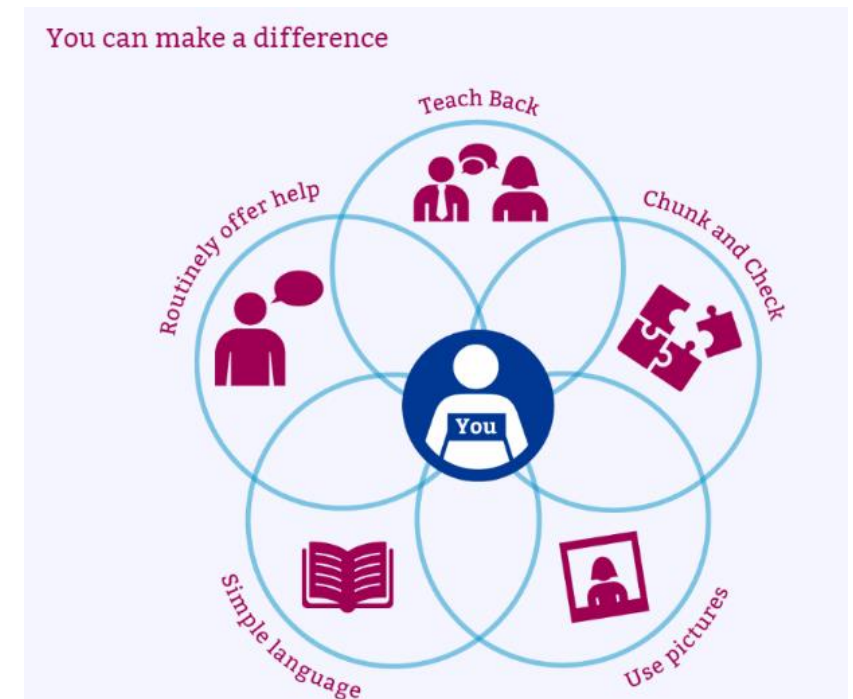 You can make a difference
Teach Back
Routinely offer help
Chunk and Check
You
Simple language
Use pictures